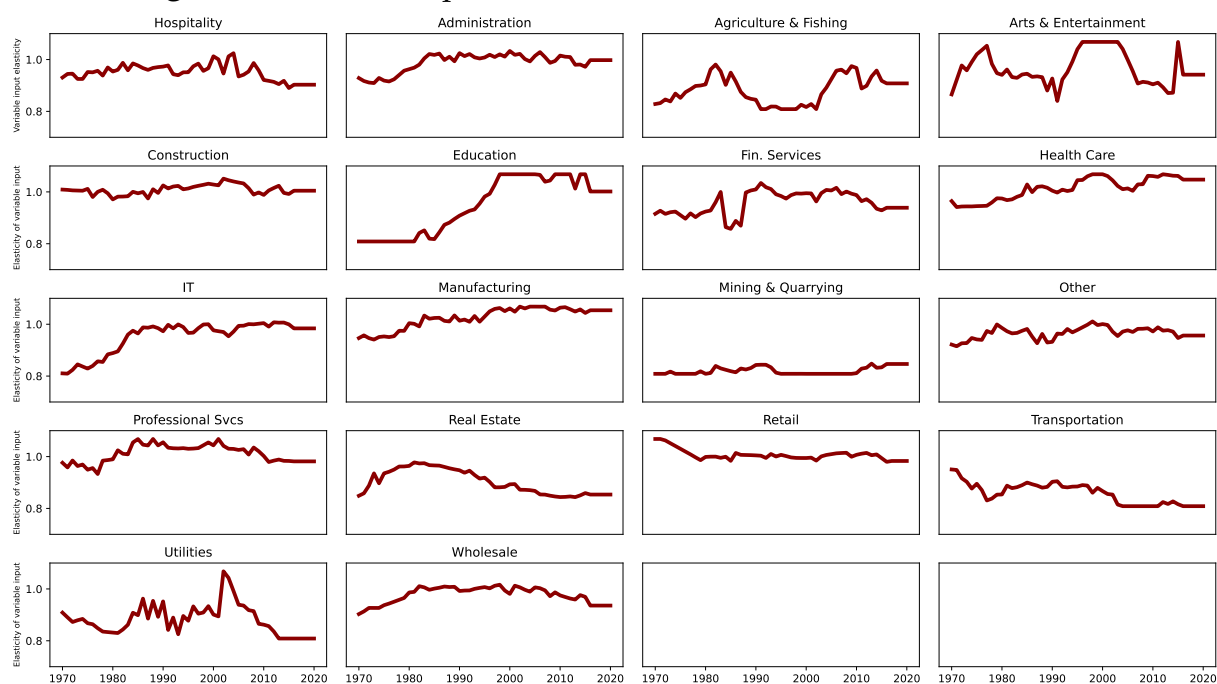 Hospitality
Administration
Agriculture & Fishing
Arts & Entertainment
Variable input elasticity
1.0
0.8
Construction
Education
Fin. Services
Health Care
Elasticity of variable input
1.0
0.8
IT
Manufacturing
Mining & Quarrying
Other
Elasticity of variable input
1.0
0.8
Professional Svcs
Real Estate
Retail
Transportation
Elasticity of variable input
1.0
0.8
Utilities
Wholesale
Elasticity of variable input
1.0
0.8
1970 1980 1990 2000 2010 2020
1970 1980 1990 2000 2010 2020
1970 1980 1990 2000 2010 2020
1970 1980 1990 2000 2010 2020